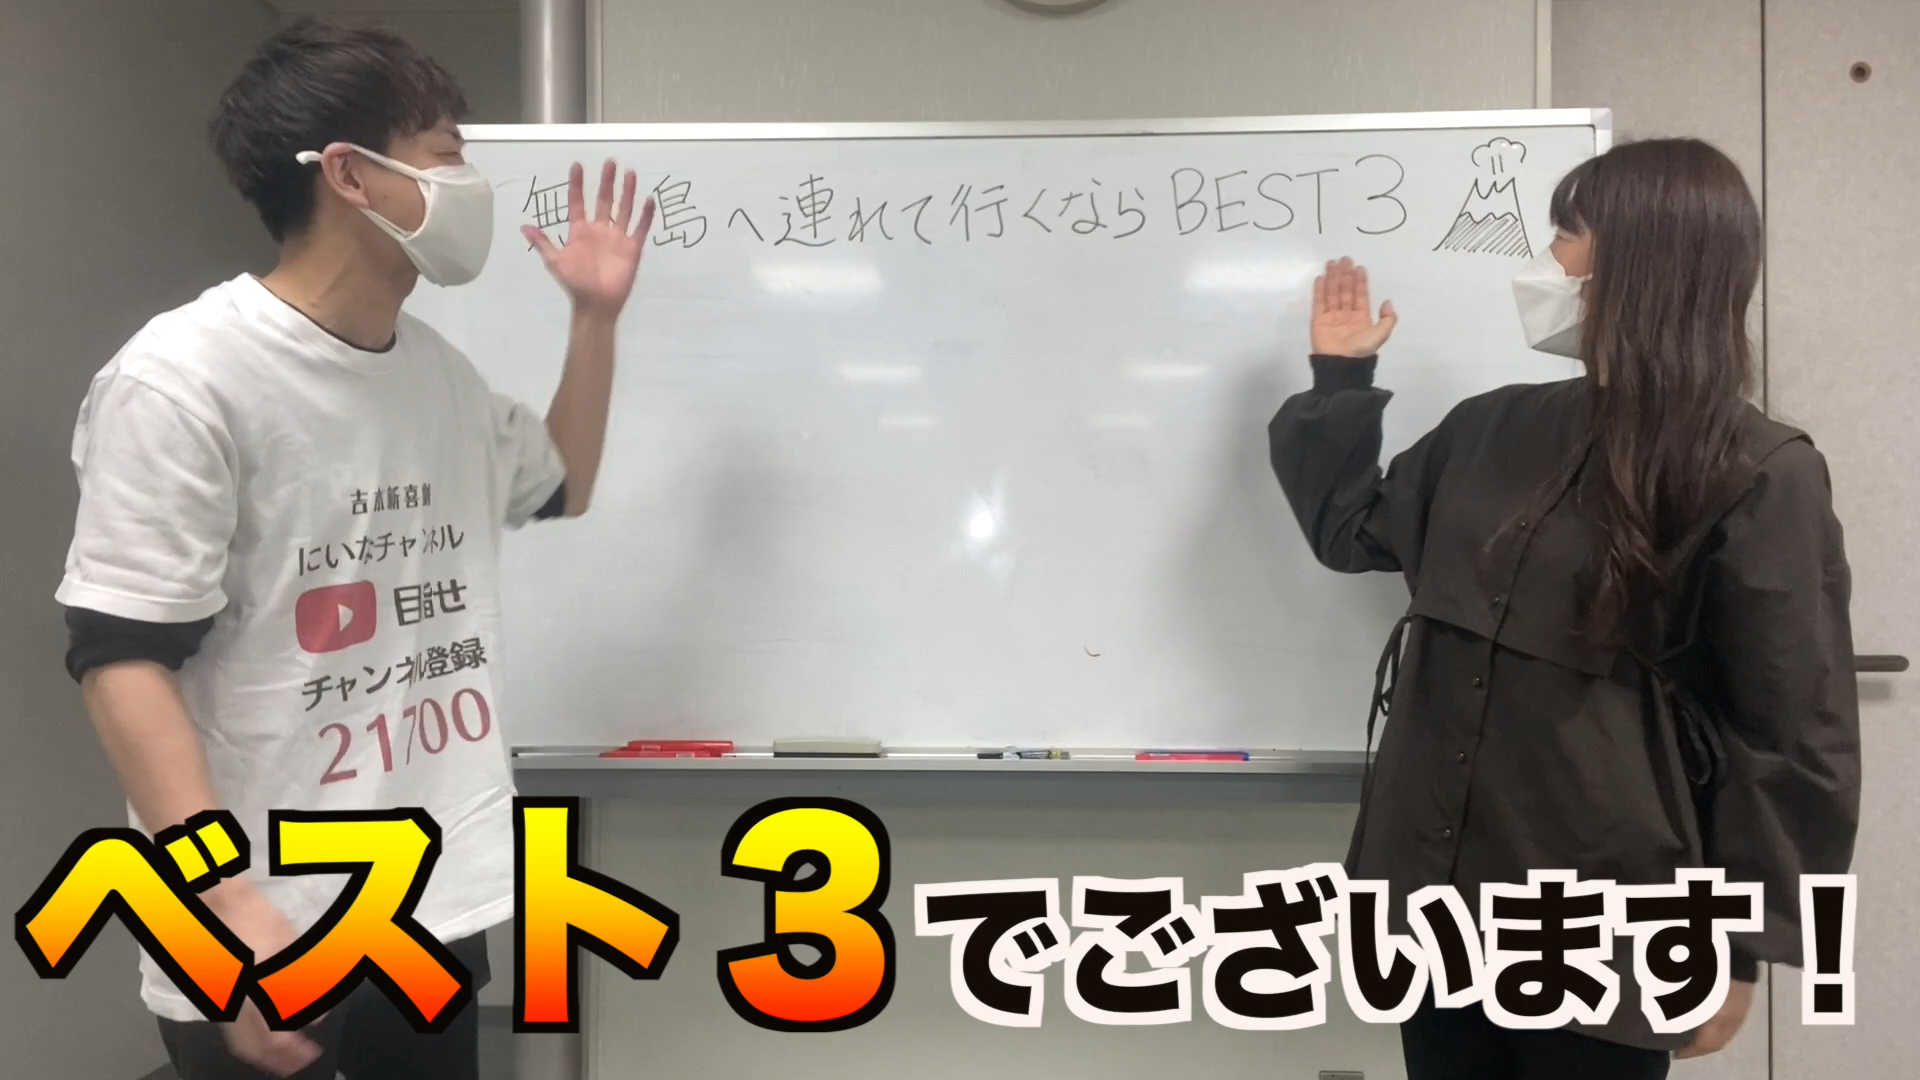 無 島へ連れて行くならBEST3
吉本新喜劇
にいなチャンネル
目指せ
チャンネル登録
21700
ベスト3でございます!